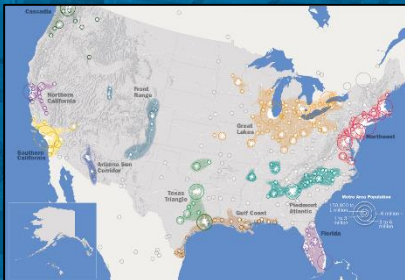 Cascadia
Northern
California
Front
Range
Great
Lakes
Northeast
Southern
California
Arizona Sun
Corridor
Texas
Triangle
Gulf Coast
Piedmont
Atlantic
Florida
Metro Area Population